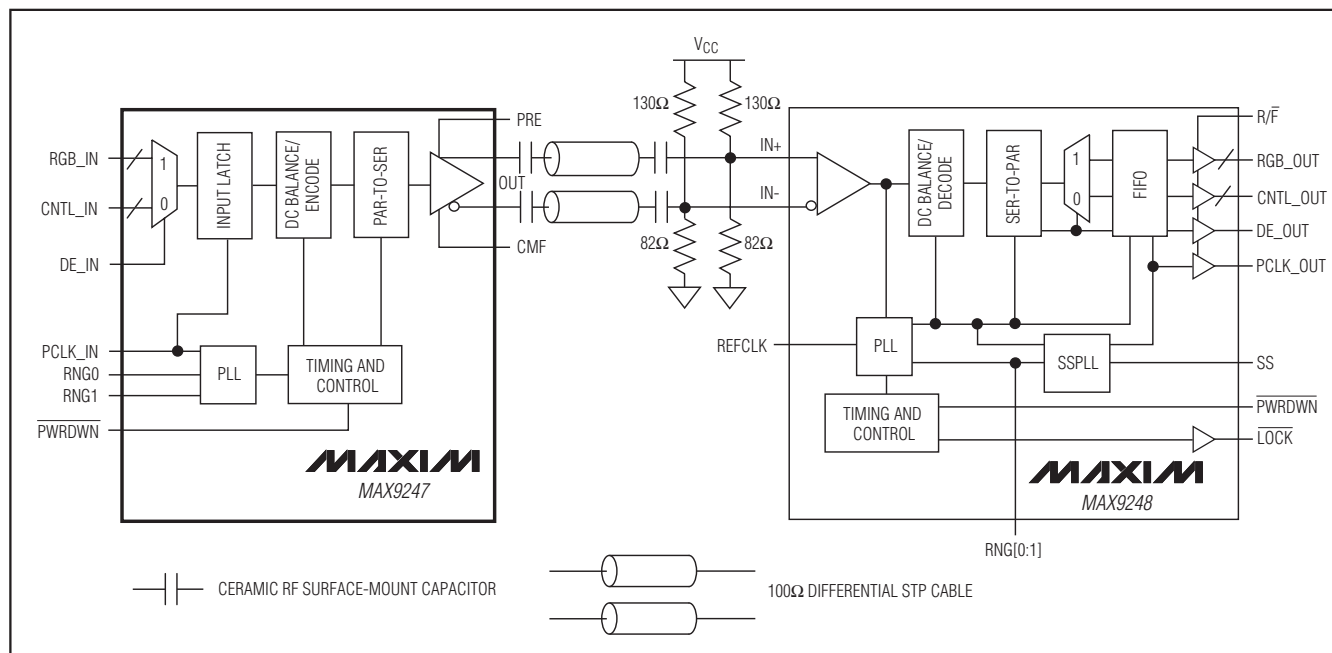 VCC
130Ω
130Ω
PRE
OUT
CMF
RGB_IN
CNTL_IN
DE_IN
PCLK_IN
RNG0
RNG1
PWRDWN
1
0
INPUT LATCH
DC BALANCE/
ENCODE
PAR-TO-SER
PLL
TIMING AND
CONTROL
MAXIM
MAX9247
82Ω
82Ω
IN+
IN-
R/F
RGB_OUT
CNTL_OUT
DE_OUT
PCLK_OUT
DC BALANCE/
DECODE
SER-TO-PAR
1
0
FIFO
REFCLK
PLL
SSPLL
SS
TIMING AND
CONTROL
PWRDWN
LOCK
MAXIM
MAX9248
RNG[0:1]
CERAMIC RF SURFACE-MOUNT CAPACITOR
100Ω DIFFERENTIAL STP CABLE